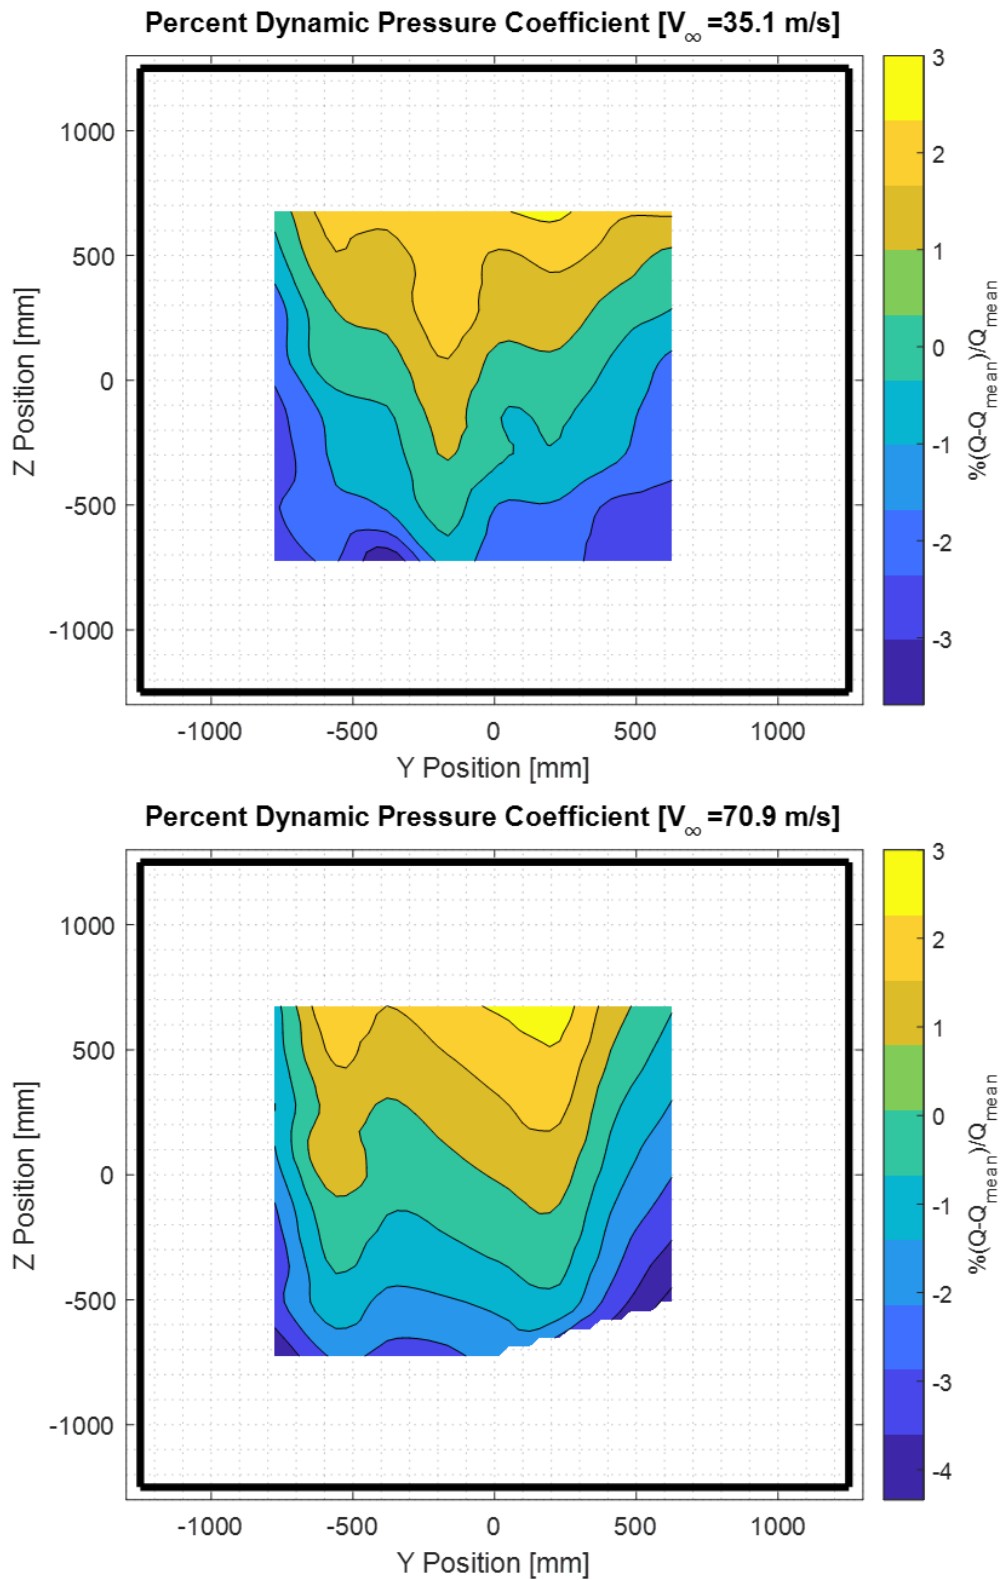 Percent Dynamic Pressure Coefficient [V∞ =35.1 m/s]
1000
500
0
-500
-1000
Z Position [mm]
-1000 -500 0 500 1000
Y Position [mm]
3
2
1
0
-1
-2
-3
%(Q-Qmean)/Qmean
Percent Dynamic Pressure Coefficient [V∞ =70.9 m/s]
1000
500
0
-500
-1000
Z Position [mm]
-1000 -500 0 500 1000
Y Position [mm]
3
2
1
0
-1
-2
-3
-4
%(Q-Qmean)/Qmean